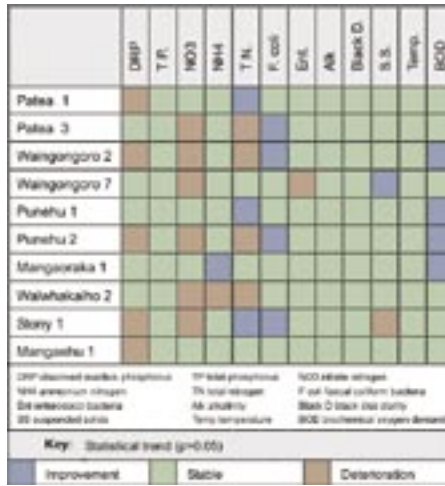 DRP T.P. NO3 NH4 T.N. F. coli Ent. Alk Black D. S.S. Temp. BOD
Patea 1
Patea 3
Waingongoro 2
Waingongoro 7
Punehu 1
Punehu 2
Mangaoraka 1
Waiwhakaiho 2
Stony 1
Mangaehu 1
DRP dissolved reactive phosphorus TP total phosphorus NO3 nitrate nitrogen
NH4 ammonium nitrogen TN total nitrogen F coli faecal coliform bacteria
Ent enterococci bacteria Alk alkalinity Black D black disc clarity
SS suspended solids Temp temperature BOD biochemical oxygen demand
Key: Statistical trend (p=0.05)
Improvement Stable Deterioration